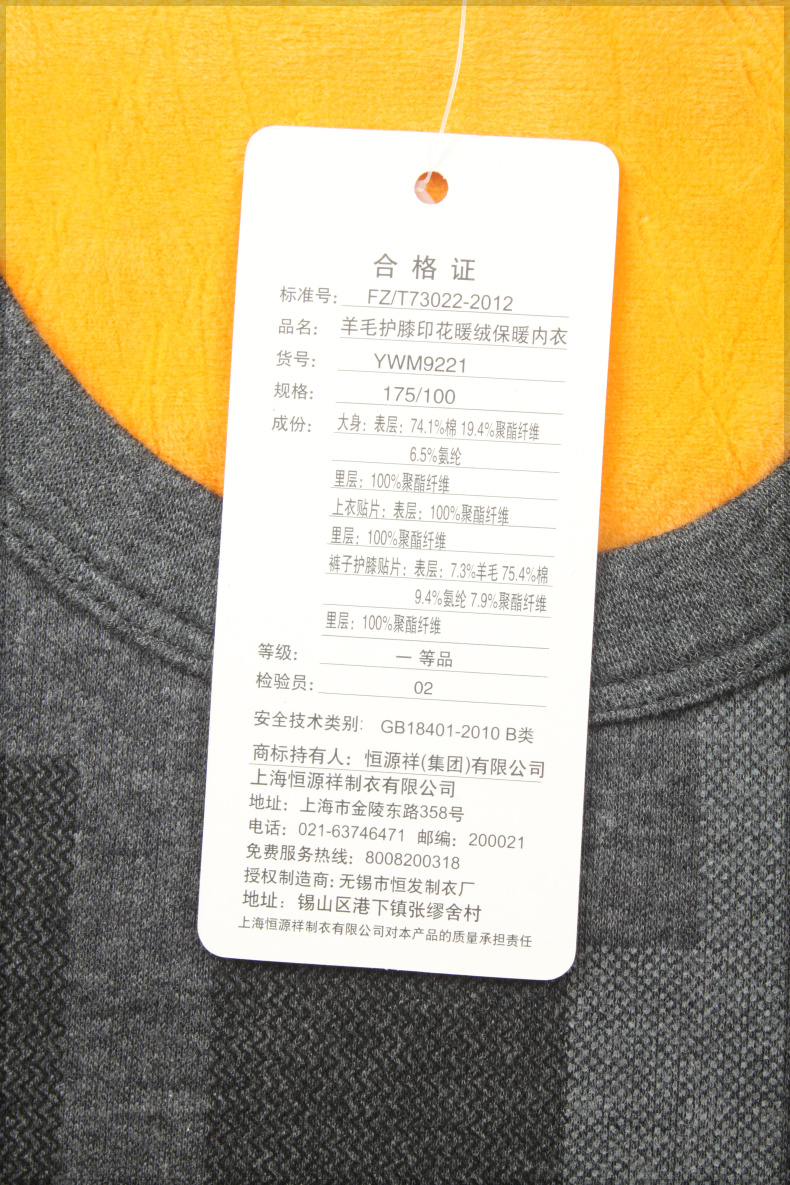 合格证
标准号: FZ/T73022-2012
品名: 羊毛护膝印花暖绒保暖内衣
货号: YWM9221
规格: 175/100
成份: 大身: 表层: 74.1%棉 19.4%聚酯纤维
6.5%氨纶
里层: 100%聚酯纤维
上衣贴片: 表层: 100%聚酯纤维
里层: 100%聚酯纤维
裤子护膝贴片: 表层: 7.3%羊毛 75.4%棉
9.4%氨纶 7.9%聚酯纤维
里层: 100%聚酯纤维
等级: 一等品
检验员: 02
安全技术类别: GB18401-2010 B类
商标持有人: 恒源祥(集团)有限公司
上海恒源祥制衣有限公司
地址: 上海市金陵东路358号
电话: 021-63746471 邮编: 200021
免费服务热线: 8008200318
授权制造商: 无锡市恒发制衣厂
地址: 锡山区港下镇张缪舍村
上海恒源祥制衣有限公司对本产品的质量承担责任